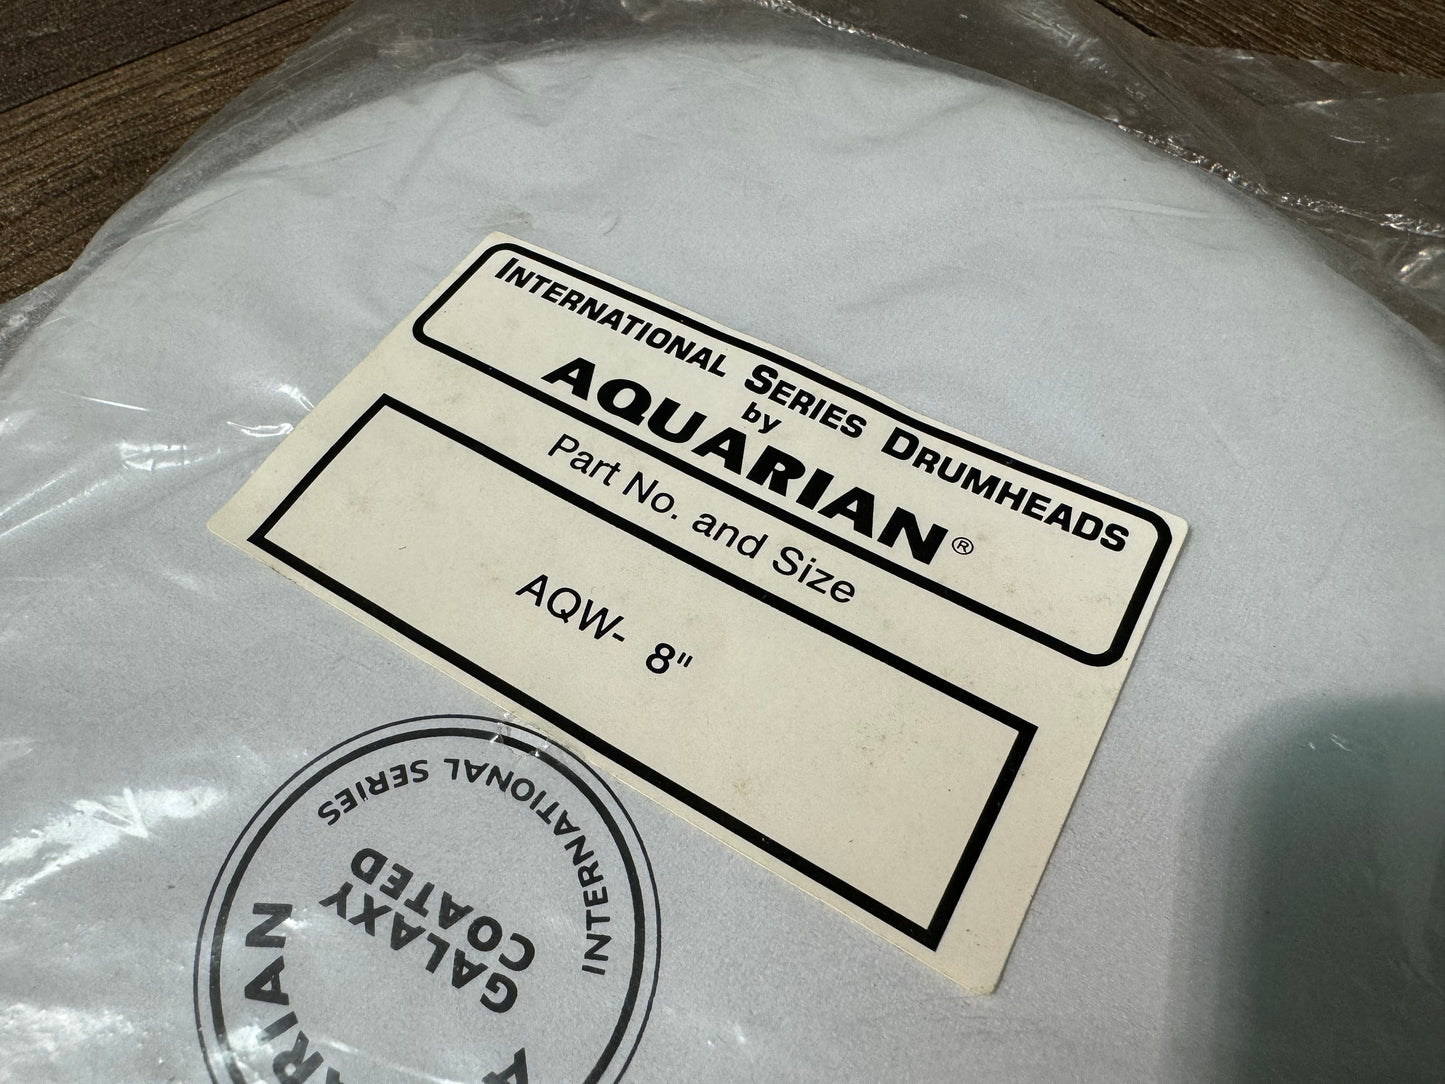 INTERNATIONAL SERIES DRUMHEADS
by
AQUARIAN®
Part No. and Size
AQW- 8"
INTERNATIONAL SERIES
GALAXY
COATED